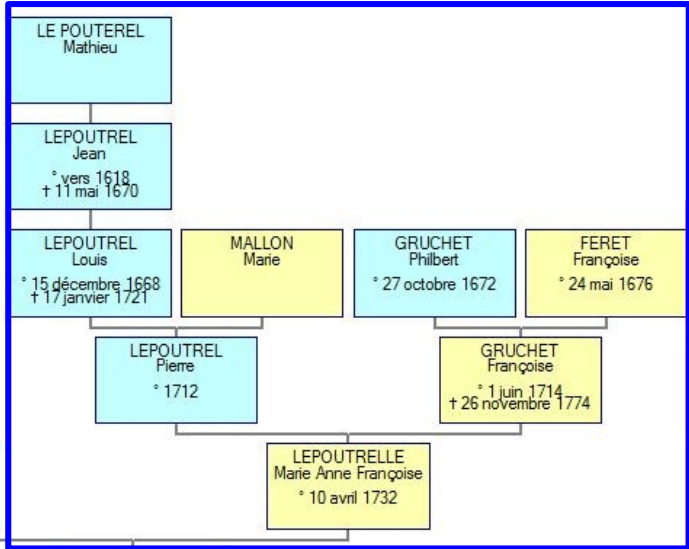 LE POUTEREL
Mathieu
LEPOUTREL
Jean
° vers 1618
† 11 mai 1670
LEPOUTREL
Louis
° 15 décembre 1668
† 17 janvier 1721
MALLON
Marie
GRUCHET
Philbert
° 27 octobre 1672
FERET
Françoise
° 24 mai 1676
LEPOUTREL
Pierre
° 1712
GRUCHET
Françoise
° 1 juin 1714
† 26 novembre 1774
LEPOUTRELLE
Marie Anne Françoise
° 10 avril 1732